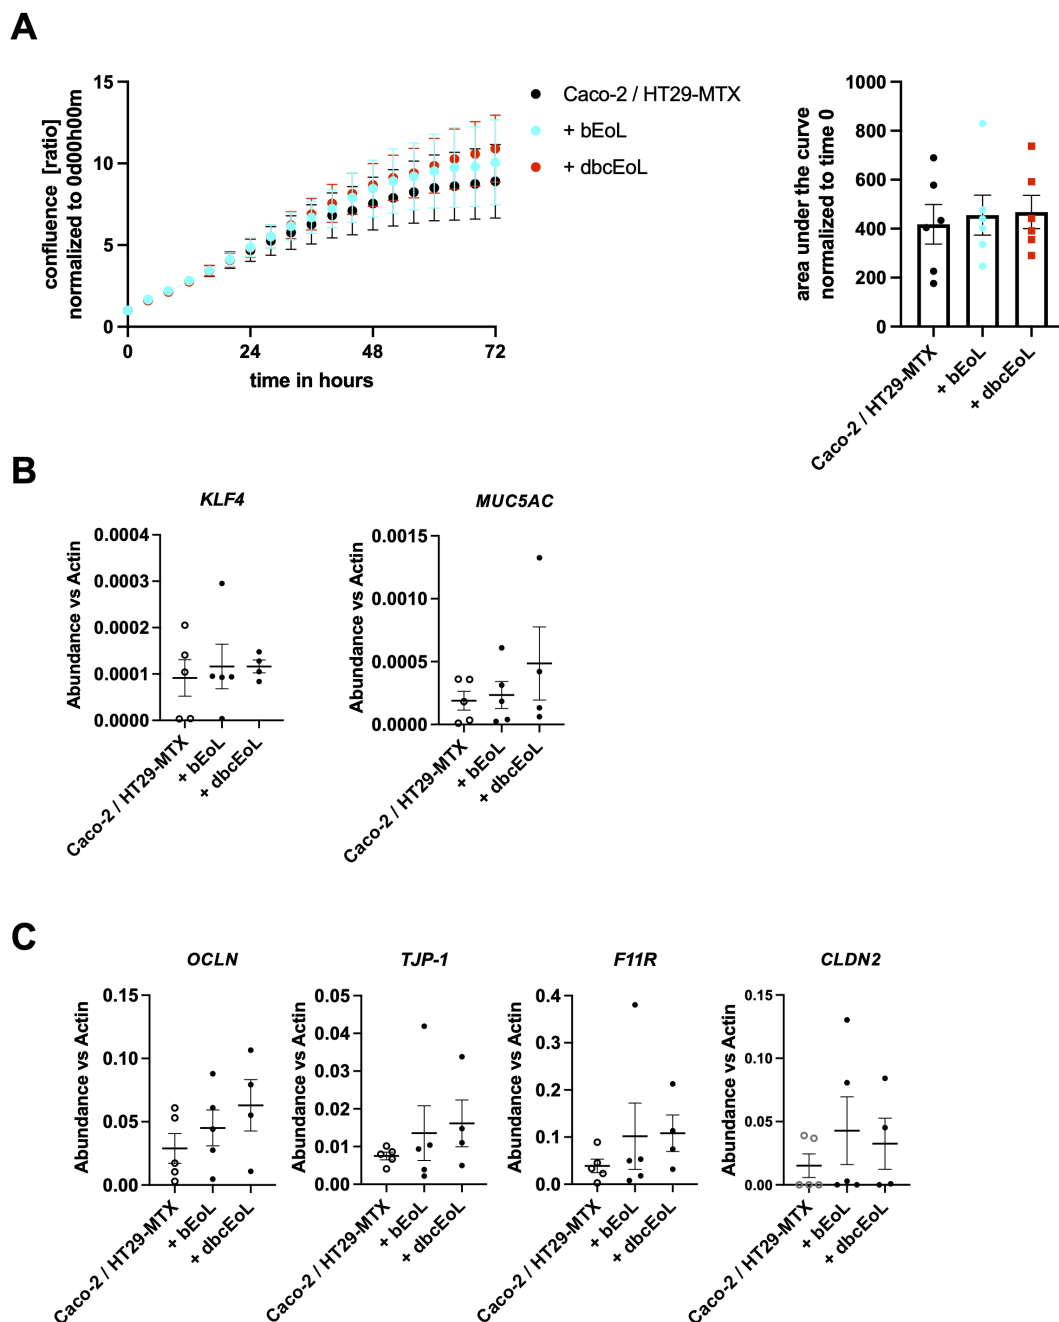 A
confluence [ratio]
normalized to 0d00h00m
15
10
5
0
0
24
48
72
time in hours
Caco-2 / HT29-MTX
+ bEoL
+ dbcEoL
area under the curve
normalized to time 0
1000
800
600
400
200
0
Caco-2 / HT29-MTX
+ bEoL
+ dbcEoL
B
KLF4
Abundance vs Actin
0.0004
0.0003
0.0002
0.0001
0.0000
Caco-2 / HT29-MTX
+ bEoL
+ dbcEoL
MUC5AC
Abundance vs Actin
0.0015
0.0010
0.0005
0.0000
Caco-2 / HT29-MTX
+ bEoL
+ dbcEoL
C
OCLN
Abundance vs Actin
0.15
0.10
0.05
0.00
Caco-2 / HT29-MTX
+ bEoL
+ dbcEoL
TJP-1
Abundance vs Actin
0.05
0.04
0.03
0.02
0.01
0.00
Caco-2 / HT29-MTX
+ bEoL
+ dbcEoL
F11R
Abundance vs Actin
0.4
0.3
0.2
0.1
0.0
Caco-2 / HT29-MTX
+ bEoL
+ dbcEoL
CLDN2
Abundance vs Actin
0.15
0.10
0.05
0.00
Caco-2 / HT29-MTX
+ bEoL
+ dbcEoL